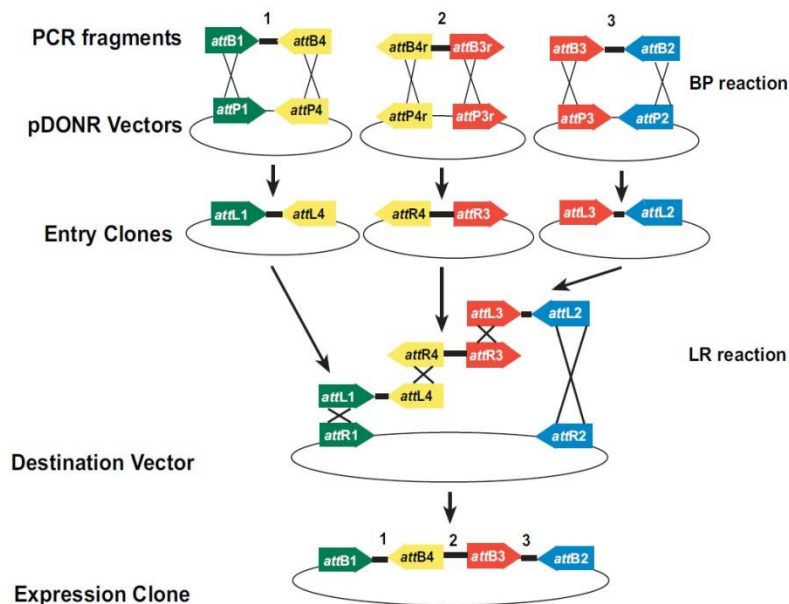 1 2 3
PCR fragments attB1 attB4 attB4r attB3r attB3 attB2
BP reaction
attP1 attP4 attP4r attP3r attP3 attP2
pDONR Vectors
attL1 attL4 attR4 attR3 attL3 attL2
Entry Clones
attL3 attL2
attR4 attR3 LR reaction
attL1 attL4
attR1 attR2
Destination Vector
1 2 3
attB1 attB4 attB3 attB2
Expression Clone